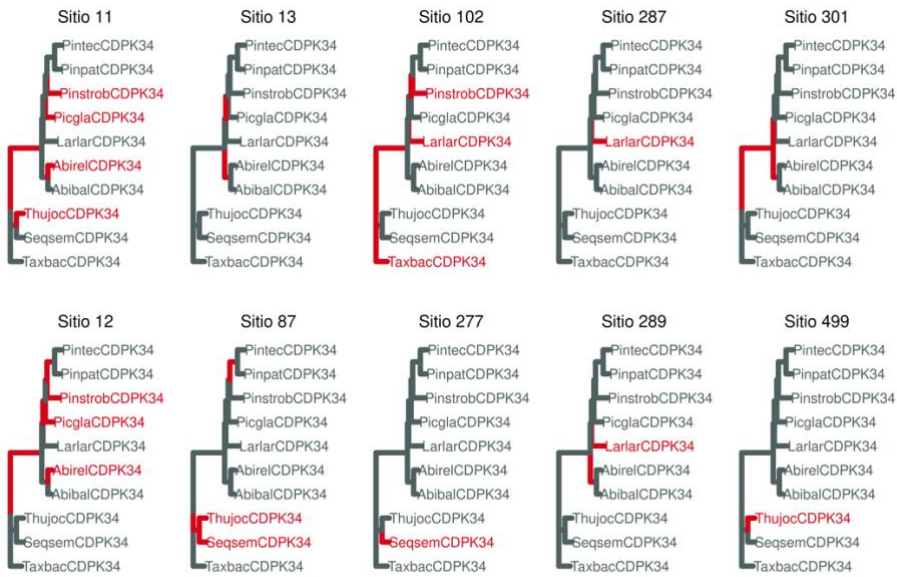 Sitio 11
PintecCDPK34
PinpatCDPK34
PinstrobCDPK34
PicglaCDPK34
LarlarCDPK34
AbirelCDPK34
AbibalCDPK34
ThujocCDPK34
SeqsemCDPK34
TaxbacCDPK34
Sitio 13
PintecCDPK34
PinpatCDPK34
PinstrobCDPK34
PicglaCDPK34
LarlarCDPK34
AbirelCDPK34
AbibalCDPK34
ThujocCDPK34
SeqsemCDPK34
TaxbacCDPK34
Sitio 102
PintecCDPK34
PinpatCDPK34
PinstrobCDPK34
PicglaCDPK34
LarlarCDPK34
AbirelCDPK34
AbibalCDPK34
ThujocCDPK34
SeqsemCDPK34
TaxbacCDPK34
Sitio 287
PintecCDPK34
PinpatCDPK34
PinstrobCDPK34
PicglaCDPK34
LarlarCDPK34
AbirelCDPK34
AbibalCDPK34
ThujocCDPK34
SeqsemCDPK34
TaxbacCDPK34
Sitio 301
PintecCDPK34
PinpatCDPK34
PinstrobCDPK34
PicglaCDPK34
LarlarCDPK34
AbirelCDPK34
AbibalCDPK34
ThujocCDPK34
SeqsemCDPK34
TaxbacCDPK34
Sitio 12
PintecCDPK34
PinpatCDPK34
PinstrobCDPK34
PicglaCDPK34
LarlarCDPK34
AbirelCDPK34
AbibalCDPK34
ThujocCDPK34
SeqsemCDPK34
TaxbacCDPK34
Sitio 87
PintecCDPK34
PinpatCDPK34
PinstrobCDPK34
PicglaCDPK34
LarlarCDPK34
AbirelCDPK34
AbibalCDPK34
ThujocCDPK34
SeqsemCDPK34
TaxbacCDPK34
Sitio 277
PintecCDPK34
PinpatCDPK34
PinstrobCDPK34
PicglaCDPK34
LarlarCDPK34
AbirelCDPK34
AbibalCDPK34
ThujocCDPK34
SeqsemCDPK34
TaxbacCDPK34
Sitio 289
PintecCDPK34
PinpatCDPK34
PinstrobCDPK34
PicglaCDPK34
LarlarCDPK34
AbirelCDPK34
AbibalCDPK34
ThujocCDPK34
SeqsemCDPK34
TaxbacCDPK34
Sitio 499
PintecCDPK34
PinpatCDPK34
PinstrobCDPK34
PicglaCDPK34
LarlarCDPK34
AbirelCDPK34
AbibalCDPK34
ThujocCDPK34
SeqsemCDPK34
TaxbacCDPK34